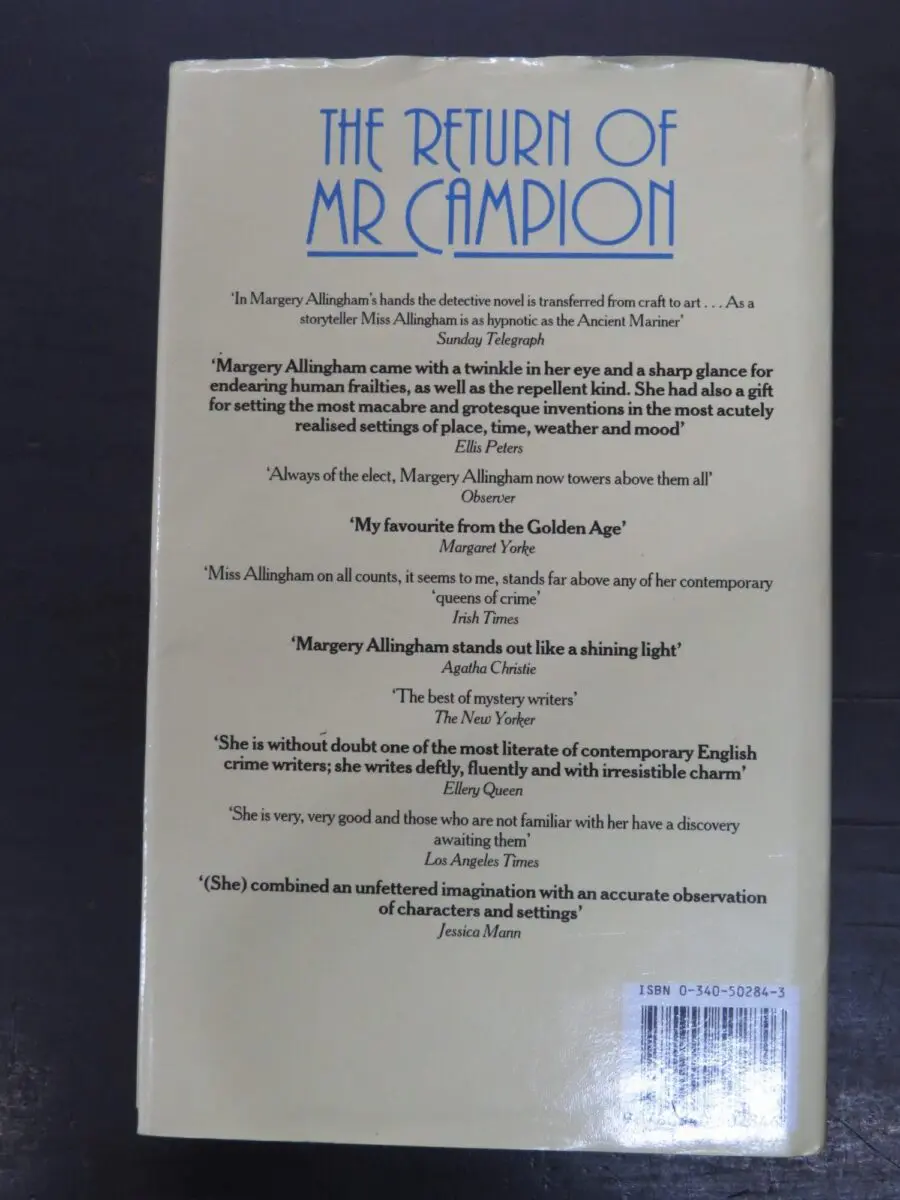 THE RETURN OF
MR CAMPION
‘In Margery Allingham’s hands the detective novel is transferred from craft to art . . . As a
storyteller Miss Allingham is as hypnotic as the Ancient Mariner’
Sunday Telegraph
‘Margery Allingham came with a twinkle in her eye and a sharp glance for
endearing human frailties, as well as the repellent kind. She had also a gift
for setting the most macabre and grotesque inventions in the most acutely
realised settings of place, time, weather and mood’
Ellis Peters
‘Always of the elect, Margery Allingham now towers above them all’
Observer
‘My favourite from the Golden Age’
Margaret Yorke
‘Miss Allingham on all counts, it seems to me, stands far above any of her contemporary
‘queens of crime’
Irish Times
‘Margery Allingham stands out like a shining light’
Agatha Christie
‘The best of mystery writers’
The New Yorker
‘She is without doubt one of the most literate of contemporary English
crime writers; she writes deftly, fluently and with irresistible charm’
Ellery Queen
‘She is very, very good and those who are not familiar with her have a discovery
awaiting them’
Los Angeles Times
‘(She) combined an unfettered imagination with an accurate observation
of characters and settings’
Jessica Mann
ISBN 0-340-50284-3